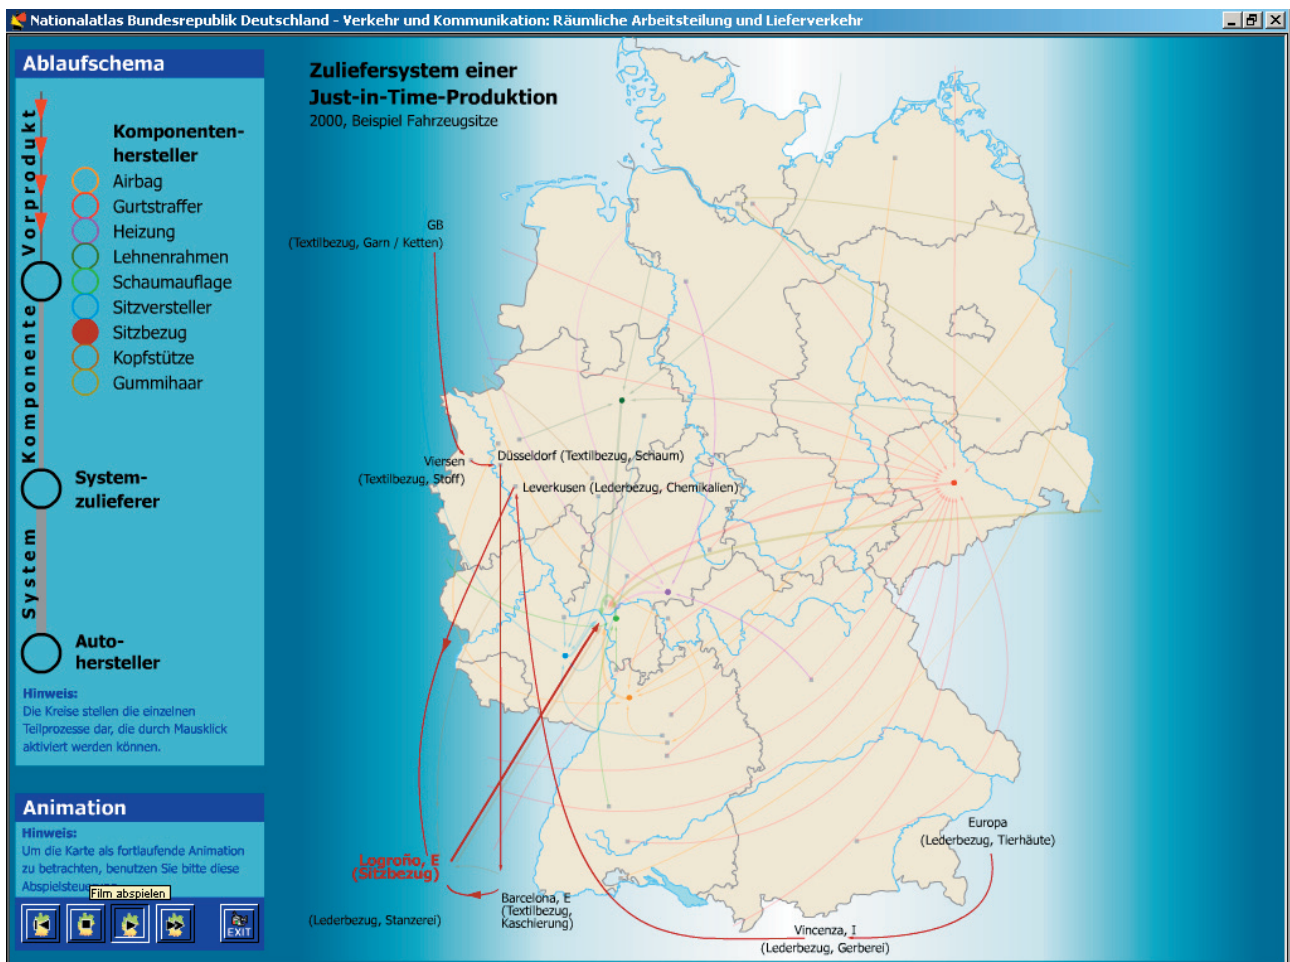 Nationalatlas Bundesrepublik Deutschland - Verkehr und Kommunikation: Räumliche Arbeitsteilung und Lieferverkehr
Ablaufschema
Vorprodukt
Komponente
System
Komponenten-
hersteller
Airbag
Gurtstraffer
Heizung
Lehnenrahmen
Schaumauflage
Sitzversteller
Sitzbezug
Kopfstütze
Gummihaar
System-
zulieferer
Auto-
hersteller
Hinweis:
Die Kreise stellen die einzelnen
Teilprozesse dar, die durch Mausklick
aktiviert werden können.
Animation
Hinweis:
Um die Karte als fortlaufende Animation
zu betrachten, benutzen Sie bitte diese
Film abspielen
EXIT
Zuliefersystem einer
Just-in-Time-Produktion
2000, Beispiel Fahrzeugsitze
GB
(Textilbezug, Garn / Ketten)
Viersen
(Textilbezug, Stoff)
Düsseldorf (Textilbezug, Schaum)
Leverkusen (Lederbezug, Chemikalien)
Logroño, E
(Sitzbezug)
(Lederbezug, Stanzerei)
Barcelona, E
(Textilbezug,
Kaschierung)
Europa
(Lederbezug, Tierhäute)
Vincenza, I
(Lederbezug, Gerberei)